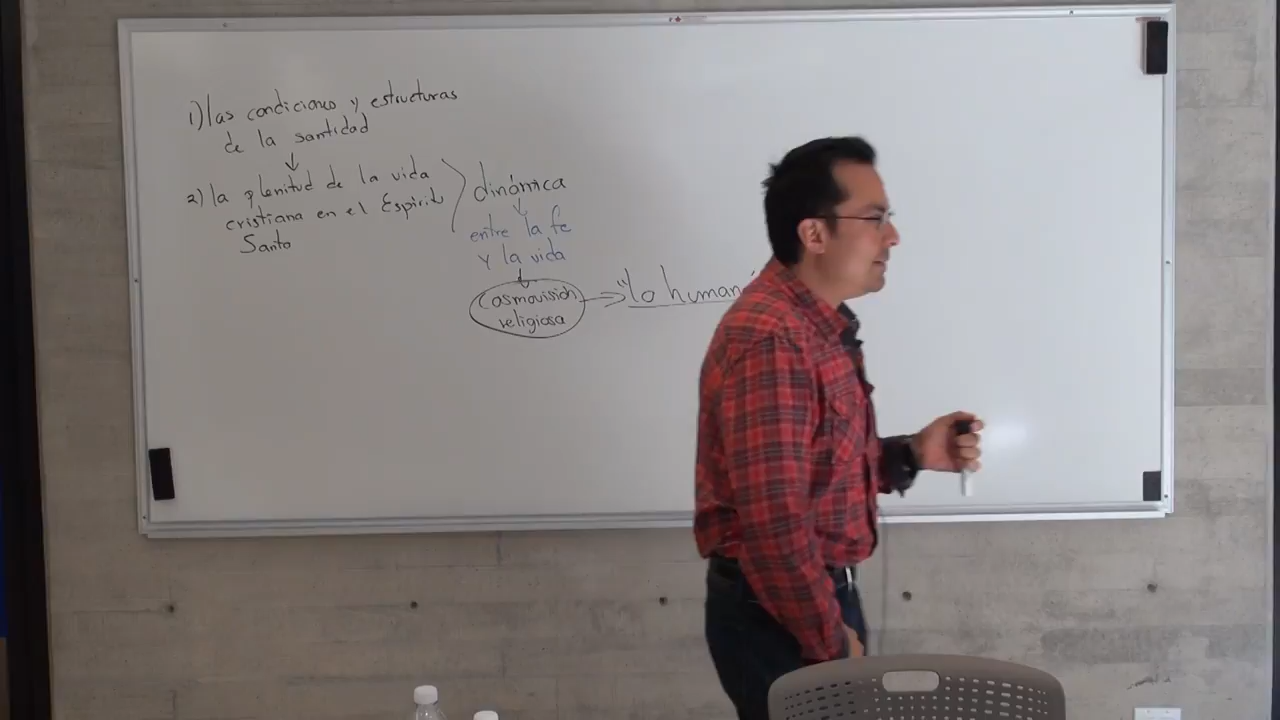 1) las condiciones y estructuras
de la santidad
2) la plenitud de la vida
cristiana en el Espíritu
Santo
dinámica
entre la fe
y la vida
Cosmovisión
religiosa
"lo human